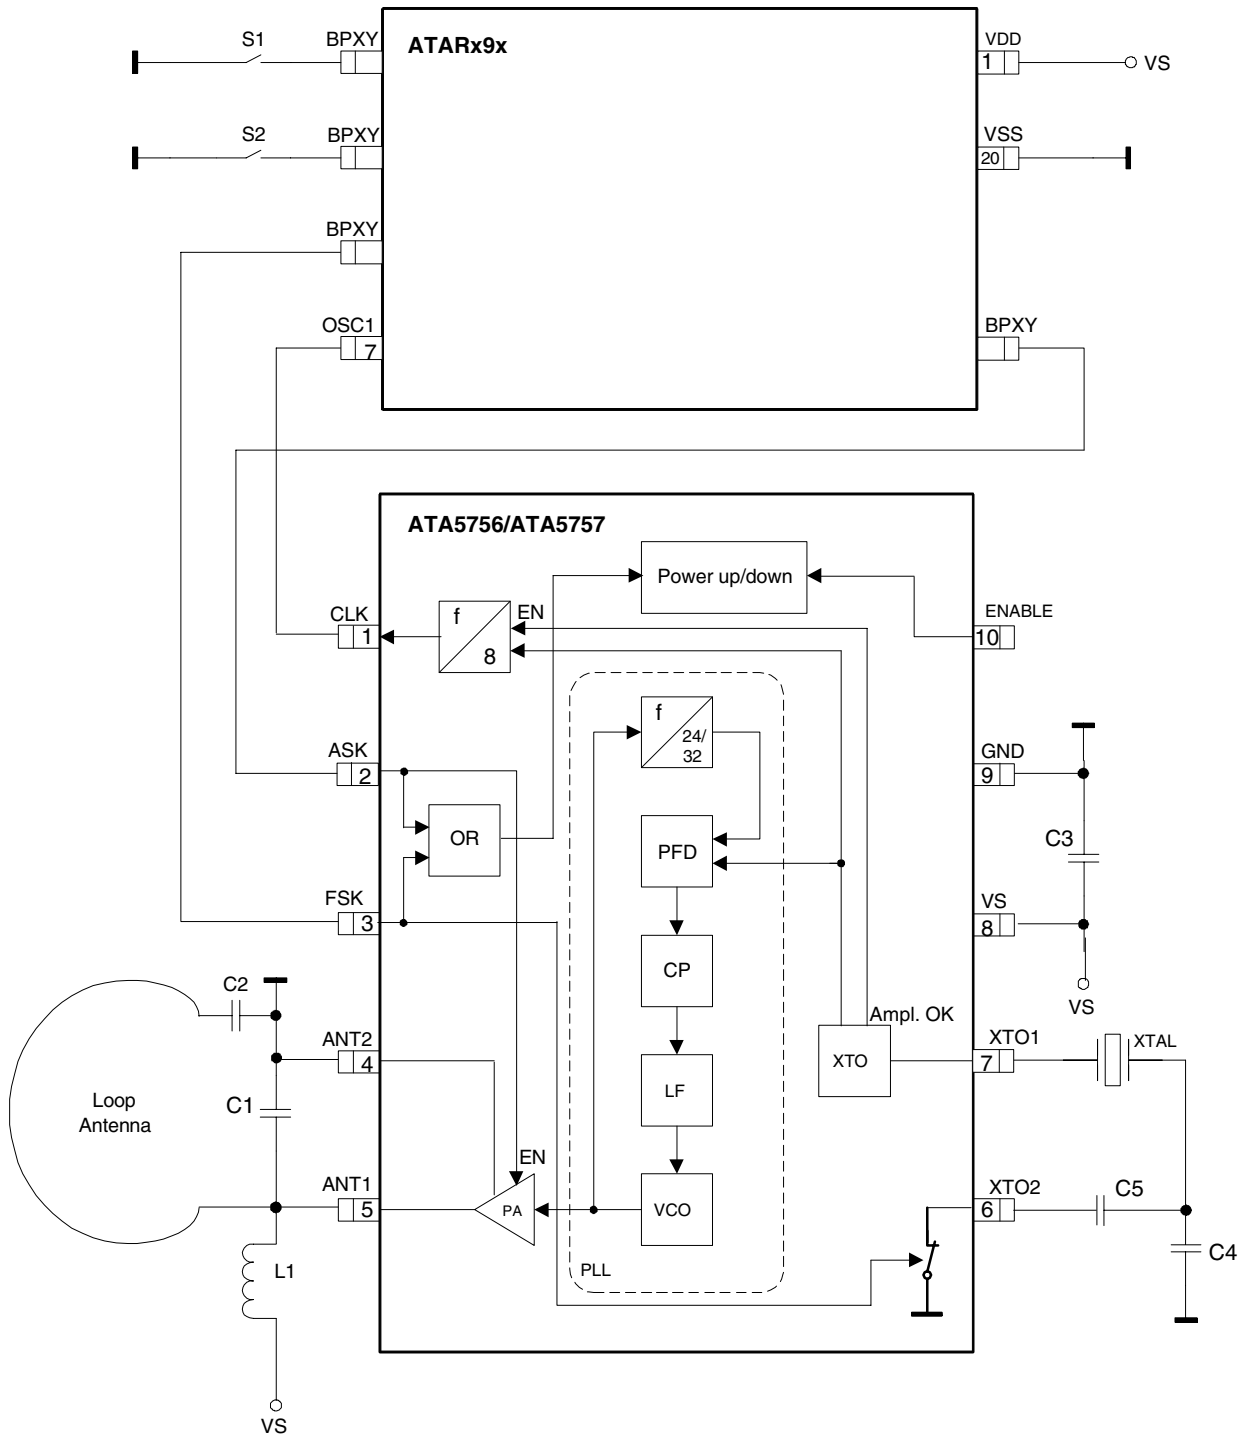 S1
BPXY
ATARx9x
VDD
1
VS
S2
BPXY
VSS
20
BPXY
OSC1
7
BPXY
ATA5756/ATA5757
Power up/down
CLK
1
f
8
EN
ENABLE
10
f
24/
32
ASK
2
GND
9
OR
PFD
C3
FSK
3
VS
8
CP
C2
VS
Ampl. OK
ANT2
4
XTO
XTO1
7
XTAL
Loop
Antenna
C1
LF
EN
ANT1
5
PA
VCO
XTO2
6
C5
L1
PLL
C4
VS